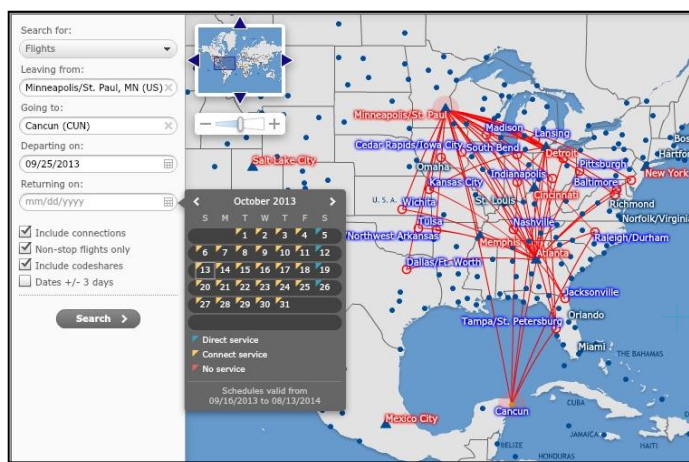 Search for:
Flights
Leaving from:
Minneapolis/St. Paul, MN (US)
Going to:
Cancun (CUN)
Departing on:
09/25/2013
Returning on:
mm/dd/yyyy
Include connections
Non-stop flights only
Include codeshares
Dates +/- 3 days
Search
October 2013
S M T W T F S
1 2 3 4 5
6 7 8 9 10 11 12
13 14 15 16 17 18 19
20 21 22 23 24 25 26
27 28 29 30 31
Direct service
Connect service
No service
Schedules valid from
09/16/2013 to 08/13/2014
Minneapolis/St. Paul
Madison
Lansing
Cedar Rapids/Iowa City
South Bend
Detroit
Bos
Hartfor
Omaha
Pittsburgh
Salt Lake City
New York
Indianapolis
Kansas City
Baltimore
U. S. A.
St. Louis
Cincinnati
Richmond
Wichita
Norfolk/Virginia
Tulsa
Nashville
/Northwest Arkansas
Memphis
Raleigh/Durham
Atlanta
Dallas/Ft. Worth
Jacksonville
Orlando
Tampa/St. Petersburg
Miami
THE BAHAMAS
Cancun
CUBA
Mexico City
JAMAICA
HAITI
BELIZE
HONDURAS